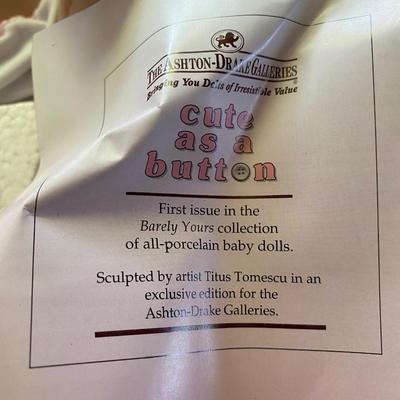 THE ASHTON-DRAKE GALLERIES
Bringing You Dolls of Irresistible Value
cute
as a
button
First issue in the
Barely Yours collection
of all-porcelain baby dolls.
Sculpted by artist Titus Tomescu in an
exclusive edition for the
Ashton-Drake Galleries.